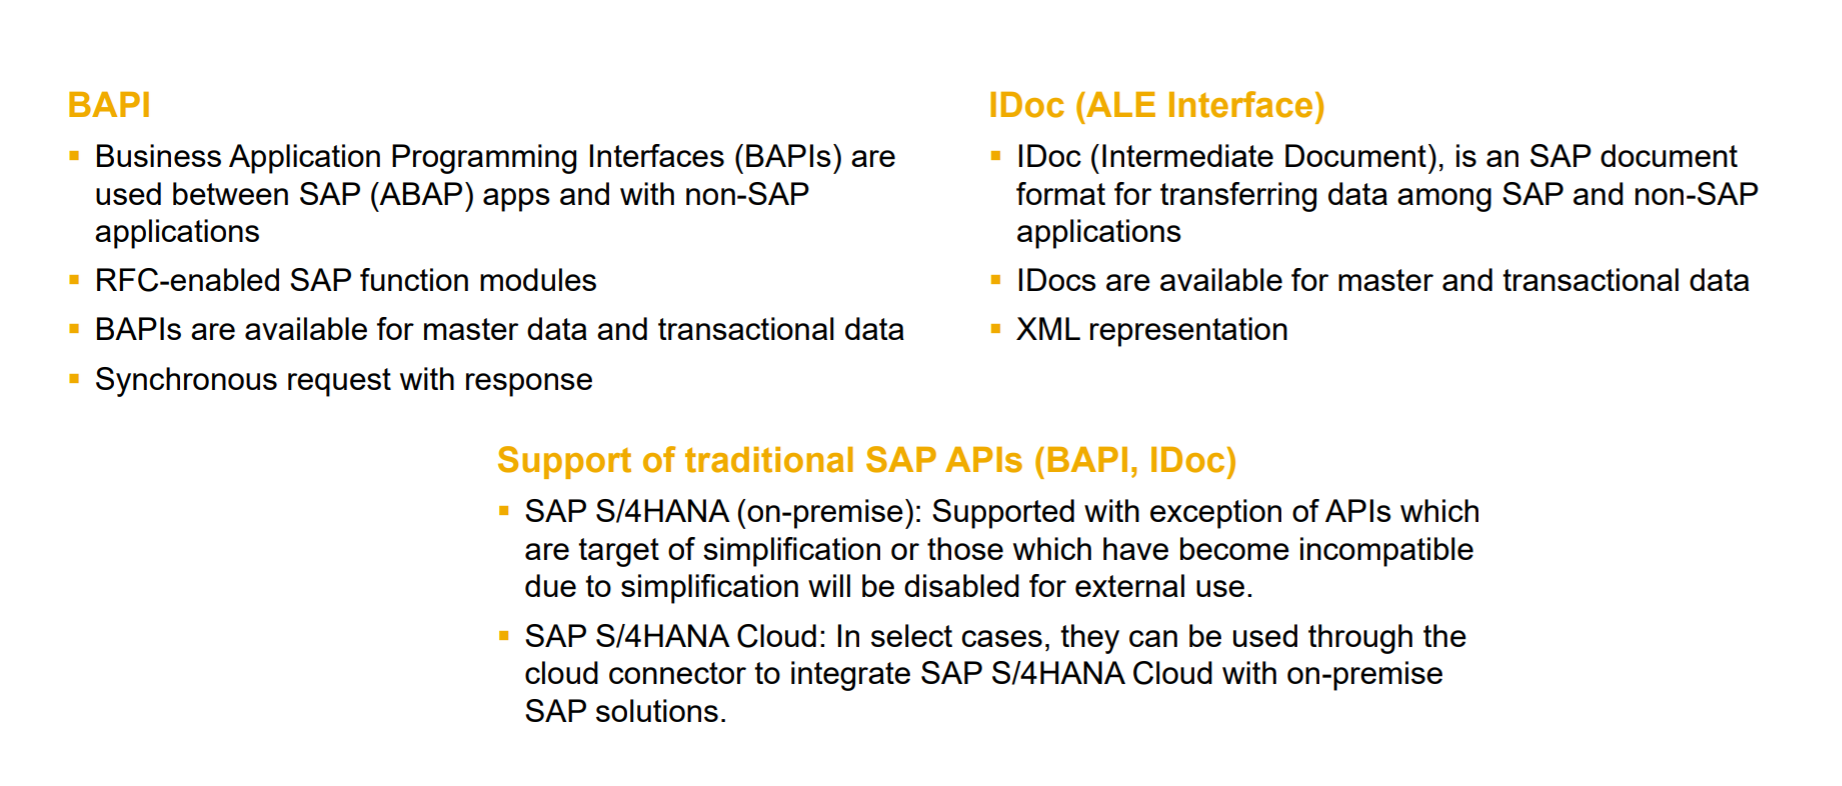 BAPI
▪ Business Application Programming Interfaces (BAPIs) are
used between SAP (ABAP) apps and with non-SAP
applications
▪ RFC-enabled SAP function modules
▪ BAPIs are available for master data and transactional data
▪ Synchronous request with response
IDoc (ALE Interface)
▪ IDoc (Intermediate Document), is an SAP document
format for transferring data among SAP and non-SAP
applications
▪ IDocs are available for master and transactional data
▪ XML representation
Support of traditional SAP APIs (BAPI, IDoc)
▪ SAP S/4HANA (on-premise): Supported with exception of APIs which
are target of simplification or those which have become incompatible
due to simplification will be disabled for external use.
▪ SAP S/4HANA Cloud: In select cases, they can be used through the
cloud connector to integrate SAP S/4HANA Cloud with on-premise
SAP solutions.